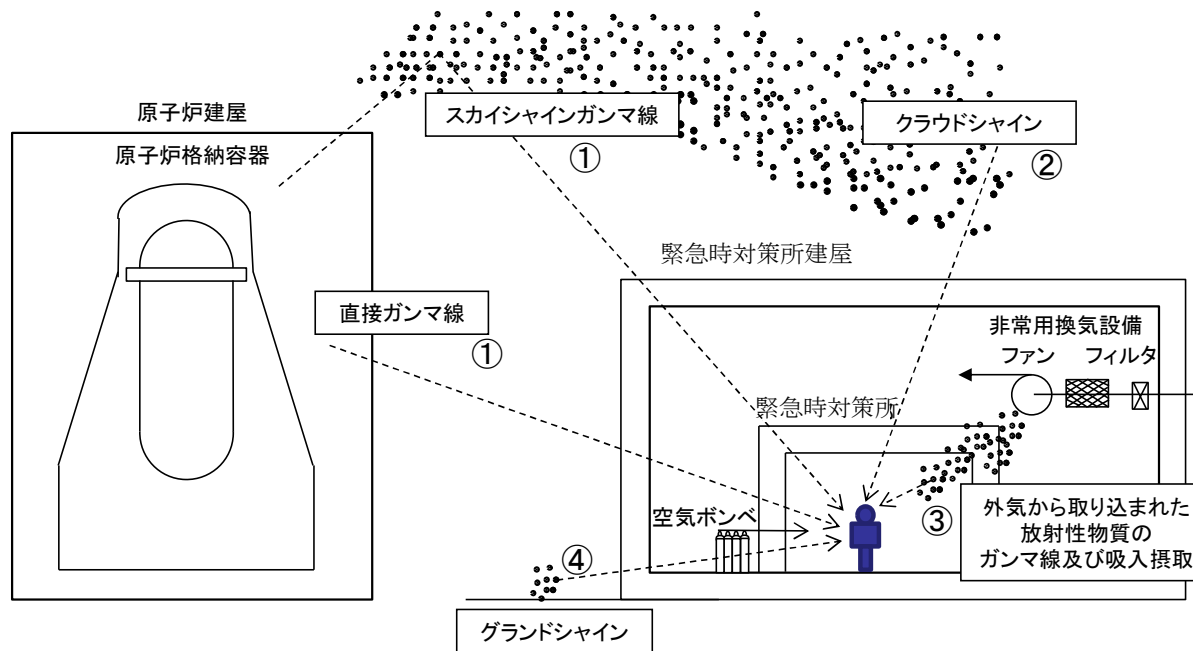 原子炉建屋
原子炉格納容器
スカイシャインガンマ線
①
クラウドシャイン
②
緊急時対策所建屋
直接ガンマ線
①
非常用換気設備
ファン
フィルタ
緊急時対策所
空気ボンベ
③
外気から取り込まれた
放射性物質の
ガンマ線及び吸入摂取
④
グランドシャイン